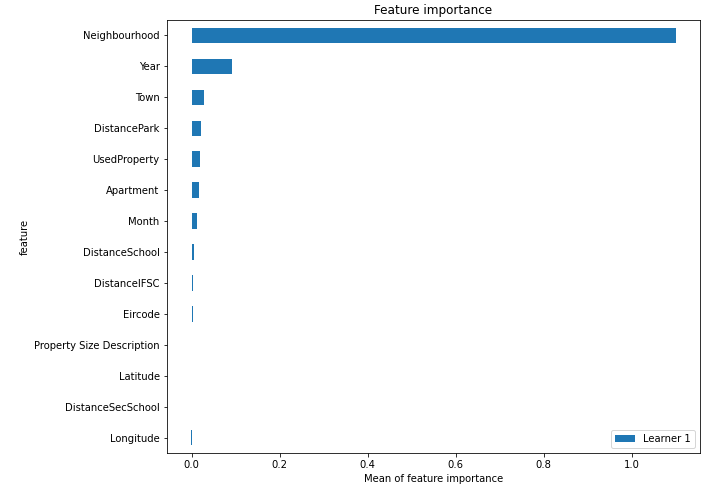 Feature importance
Neighbourhood
Year
Town
DistancePark
UsedProperty
Apartment
Month
DistanceSchool
DistanceIFSC
Eircode
Property Size Description
Latitude
DistanceSecSchool
Longitude
feature
Learner 1
0.0 0.2 0.4 0.6 0.8 1.0
Mean of feature importance